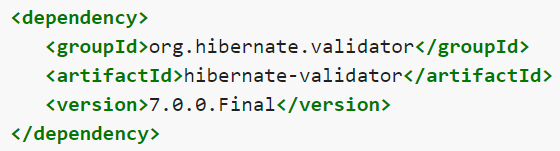 <dependency>
<groupId>org.hibernate.validator</groupId>
<artifactId>hibernate-validator</artifactId>
<version>7.0.0.Final</version>
</dependency>